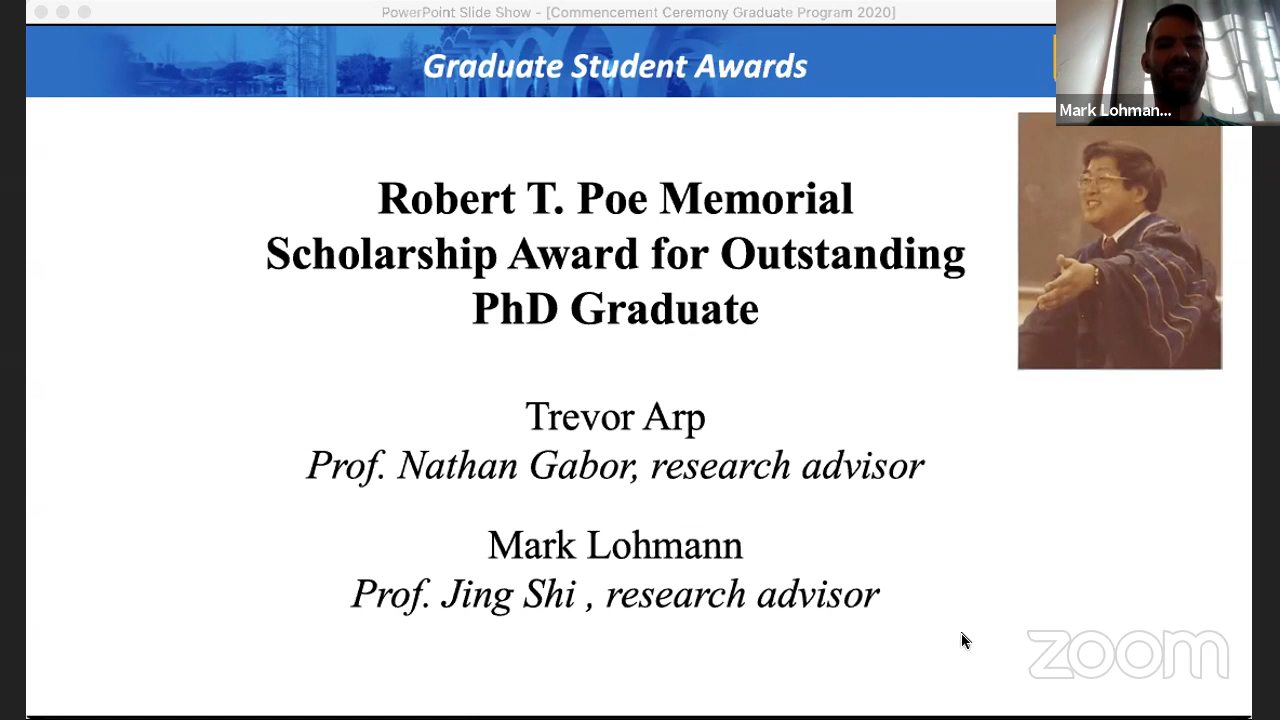 PowerPoint Slide Show - [Commencement Ceremony Graduate Program 2020]
Graduate Student Awards
Mark Lohman...
Robert T. Poe Memorial
Scholarship Award for Outstanding
PhD Graduate
Trevor Arp
Prof. Nathan Gabor, research advisor
Mark Lohmann
Prof. Jing Shi , research advisor
zoom